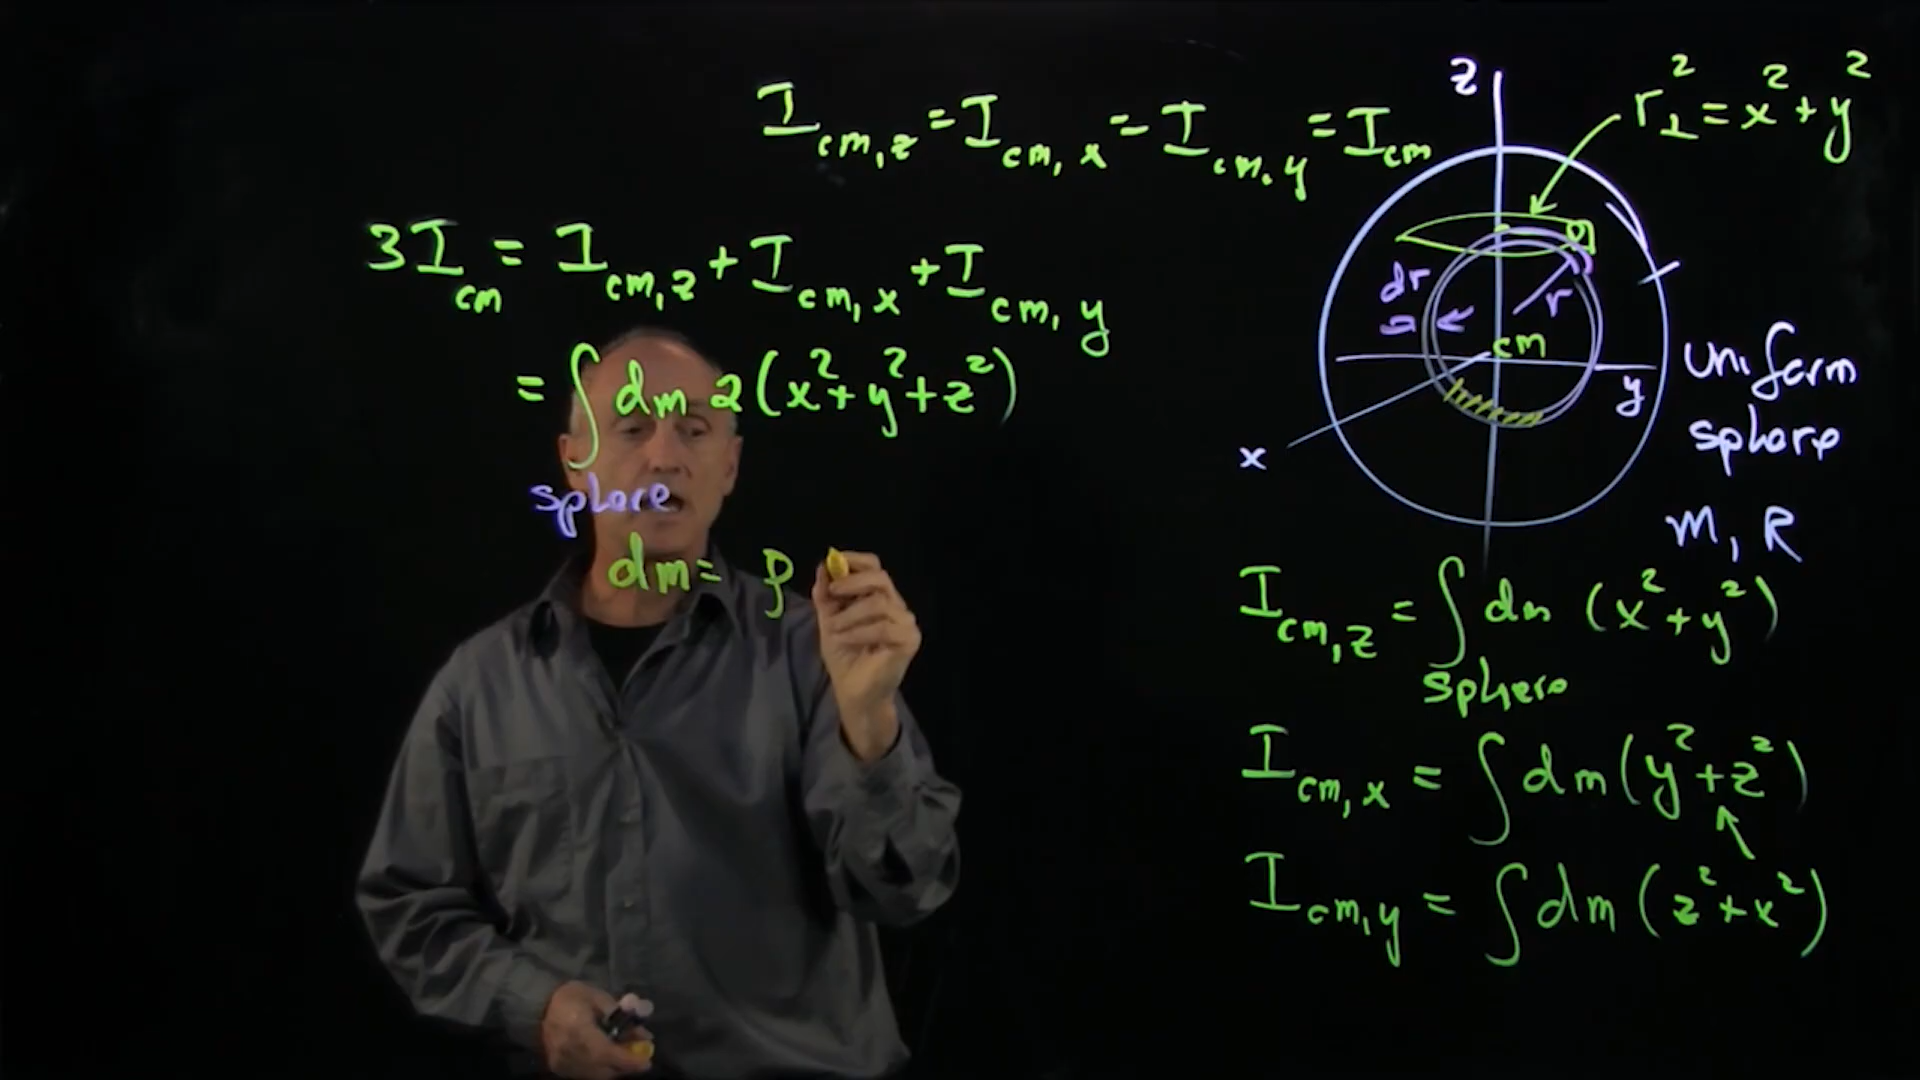 I_cm,z = I_cm,x = I_cm,y = I_cm
3I_cm = I_cm,z + I_cm,x + I_cm,y
= ∫ dm 2(x² + y² + z²)
sphere
dm = ρ
z
r⊥² = x² + y²
dr
r
cm
y
x
uniform
sphere
m, R
I_cm,z = ∫ dm (x² + y²)
sphere
I_cm,x = ∫ dm (y² + z²)
I_cm,y = ∫ dm (z² + x²)